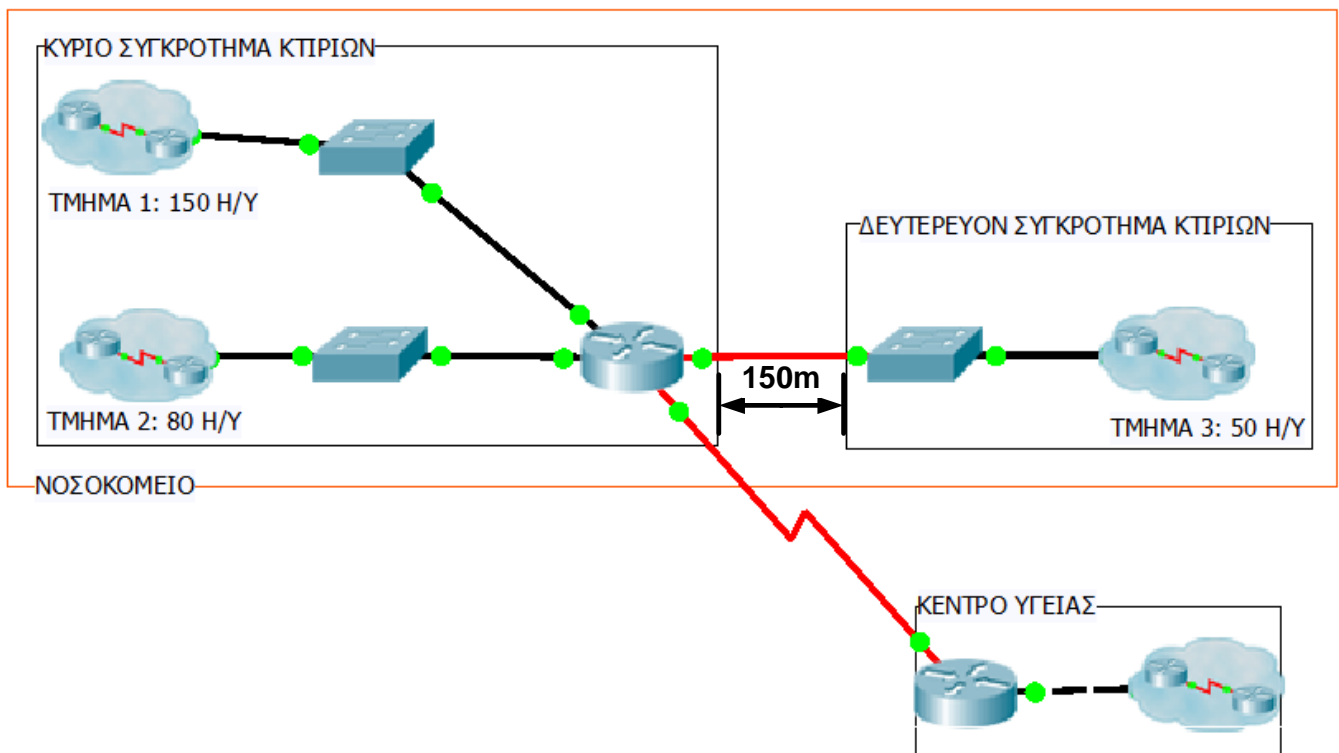 ΚΥΡΙΟ ΣΥΓΚΡΟΤΗΜΑ ΚΤΙΡΙΩΝ
ΤΜΗΜΑ 1: 150 Η/Υ
ΔΕΥΤΕΡΕΥΟΝ ΣΥΓΚΡΟΤΗΜΑ ΚΤΙΡΙΩΝ
150m
ΤΜΗΜΑ 2: 80 Η/Υ
ΤΜΗΜΑ 3: 50 Η/Υ
ΝΟΣΟΚΟΜΕΙΟ
ΚΕΝΤΡΟ ΥΓΕΙΑΣ